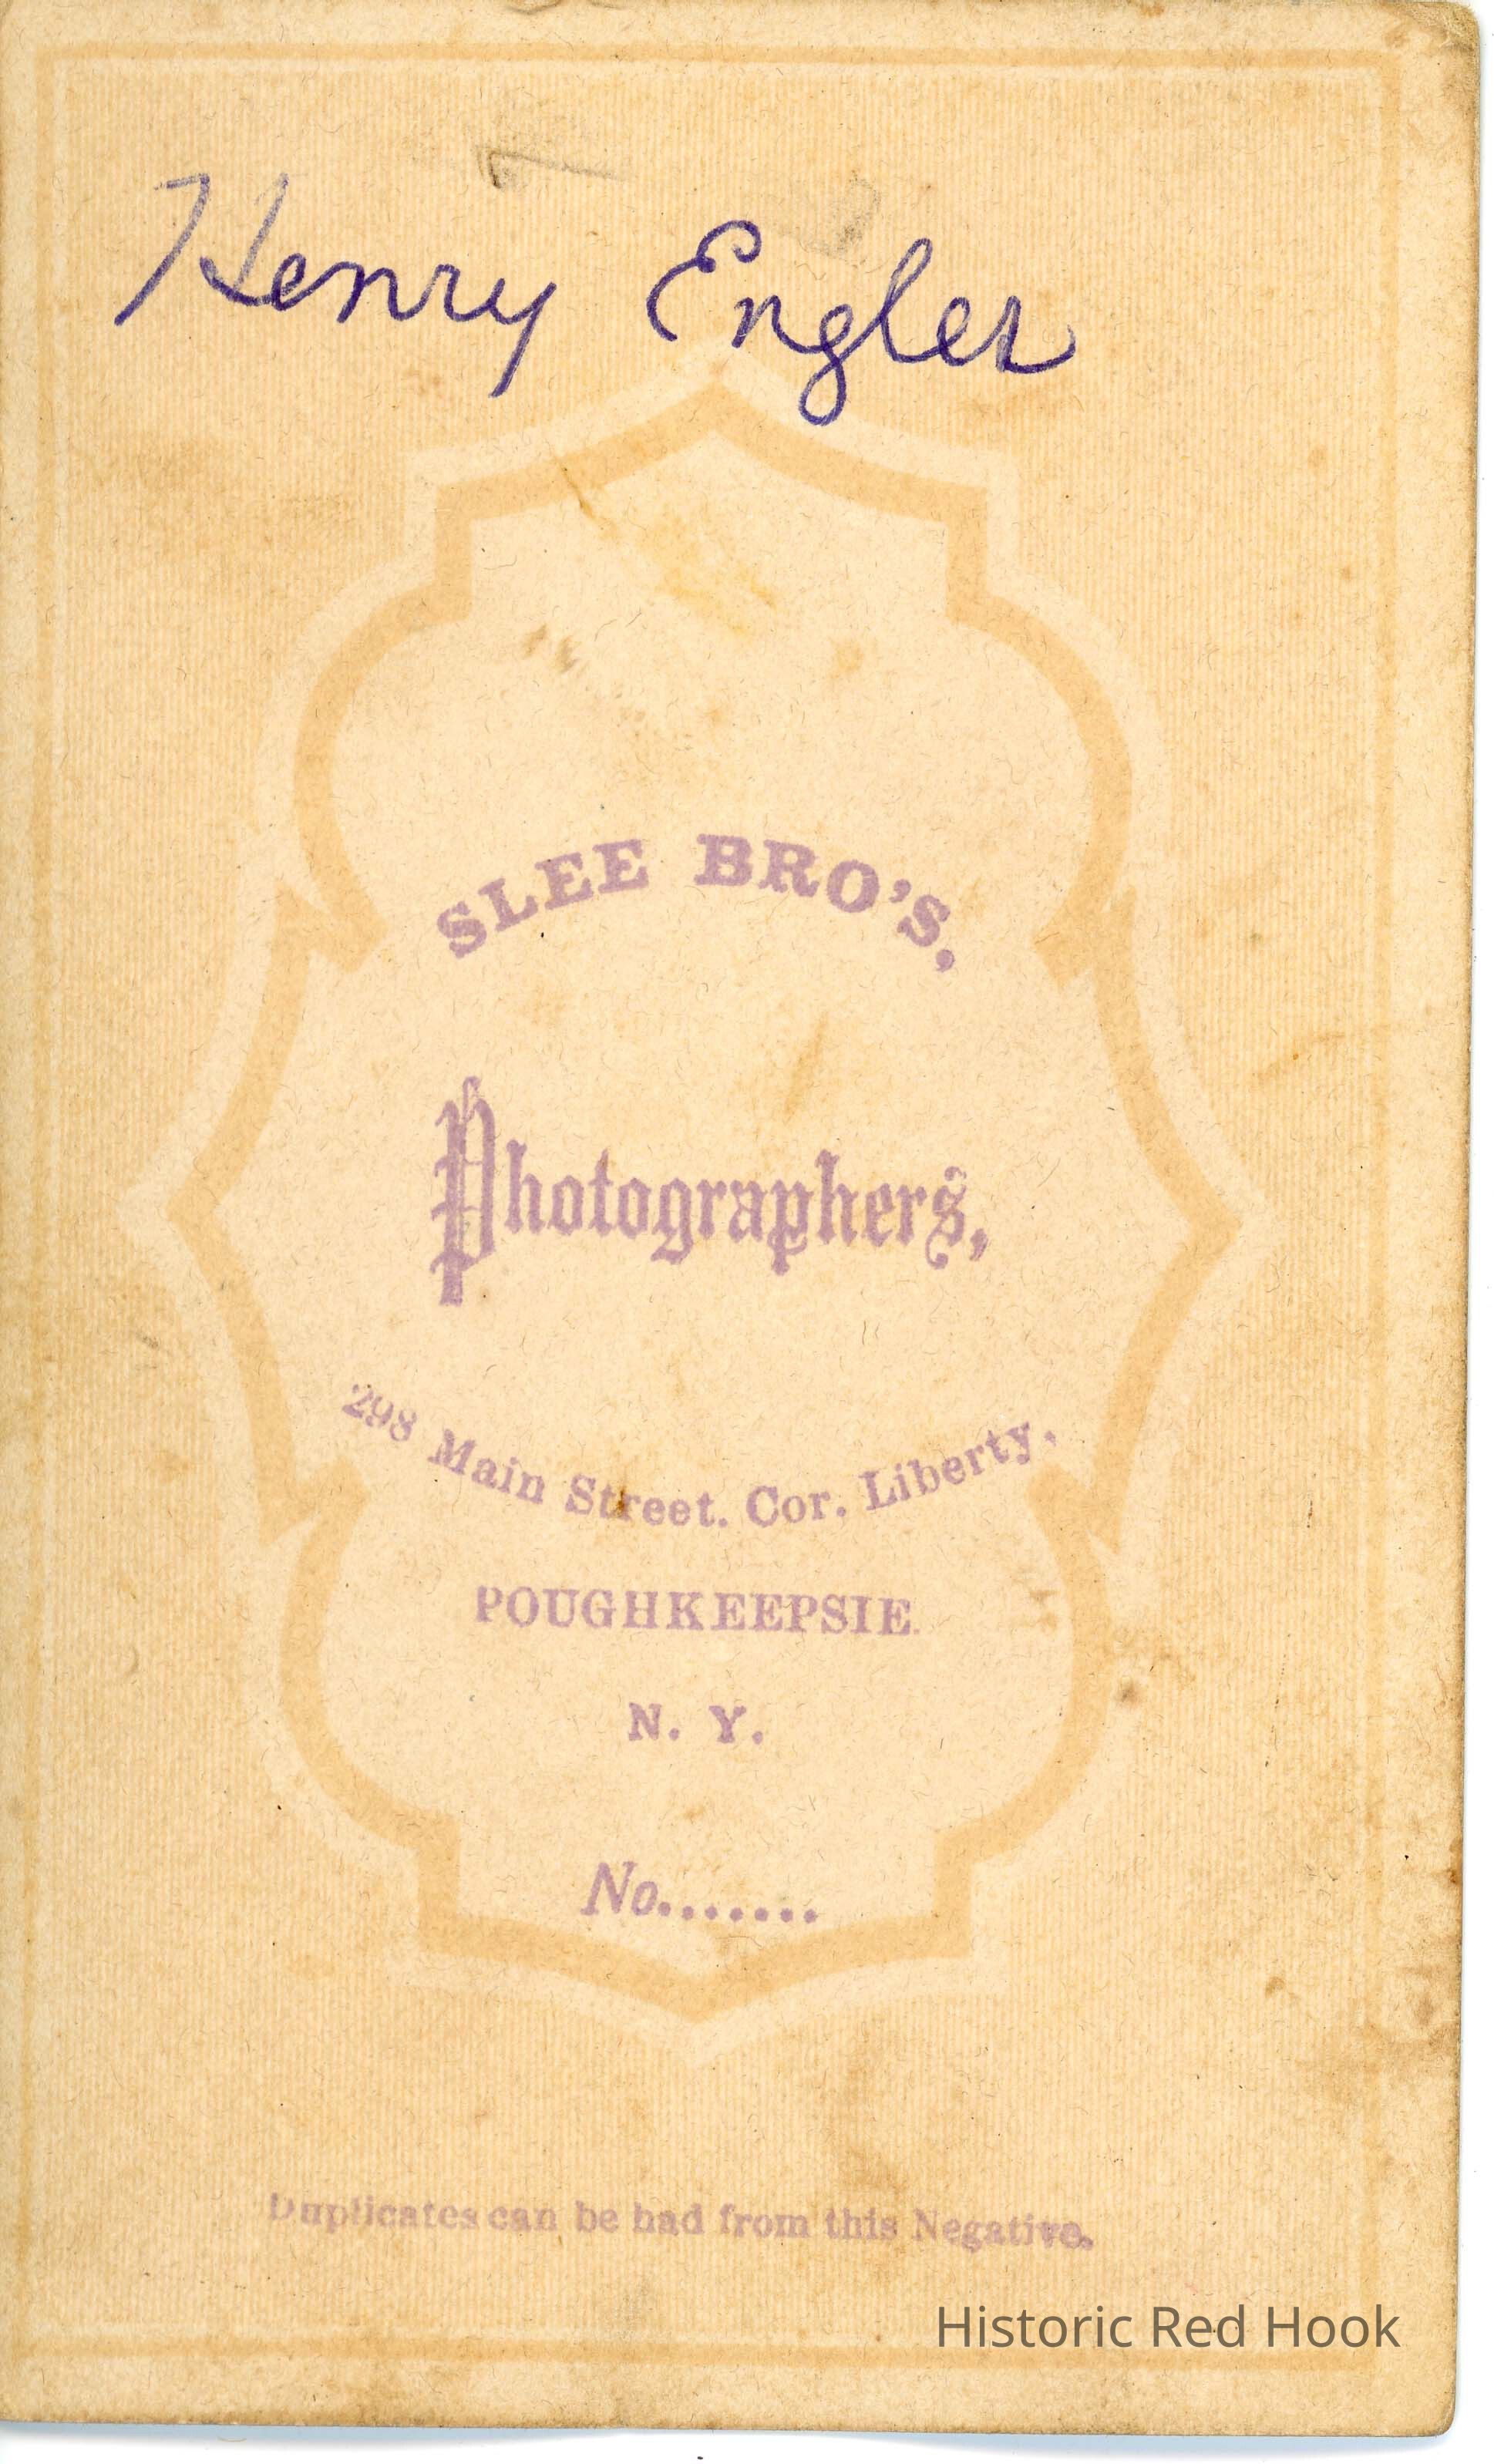 Henry Engler
SLEE BRO'S,
Photographers,
298 Main Street. Cor. Liberty,
POUGHKEEPSIE.
N. Y.
No........
Duplicates can be had from this Negative.
Historic Red Hook